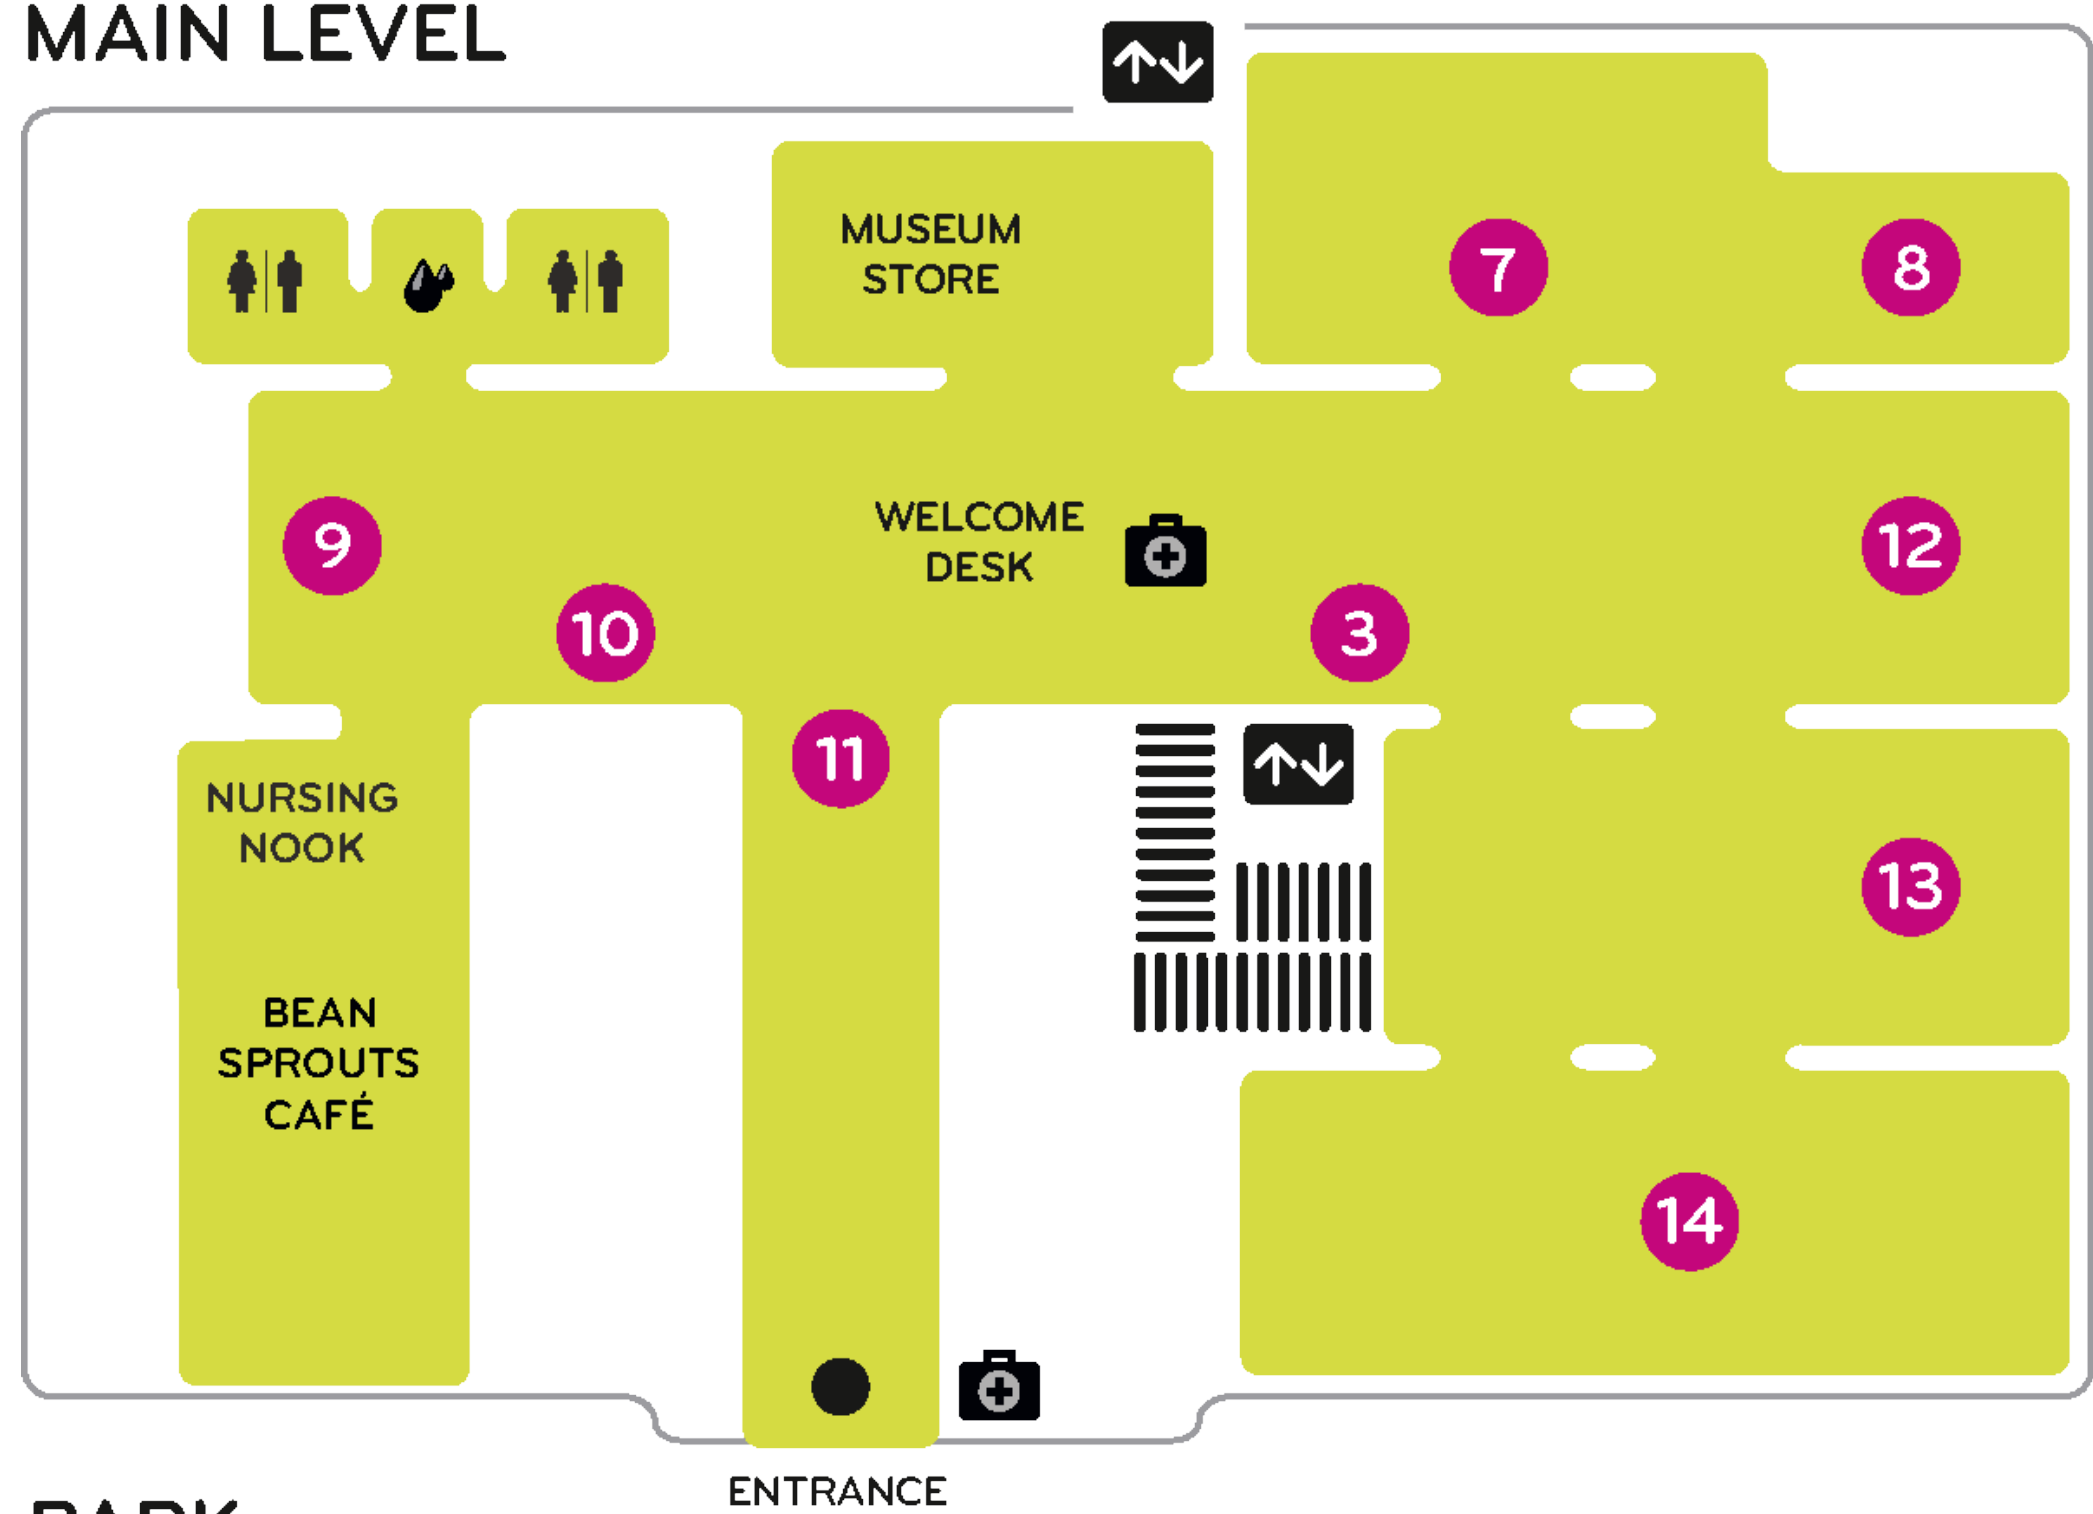 MAIN LEVEL
MUSEUM
STORE
7
8
9
WELCOME
DESK
12
10
3
11
NURSING
NOOK
13
BEAN
SPROUTS
CAFÉ
14
ENTRANCE
PARK